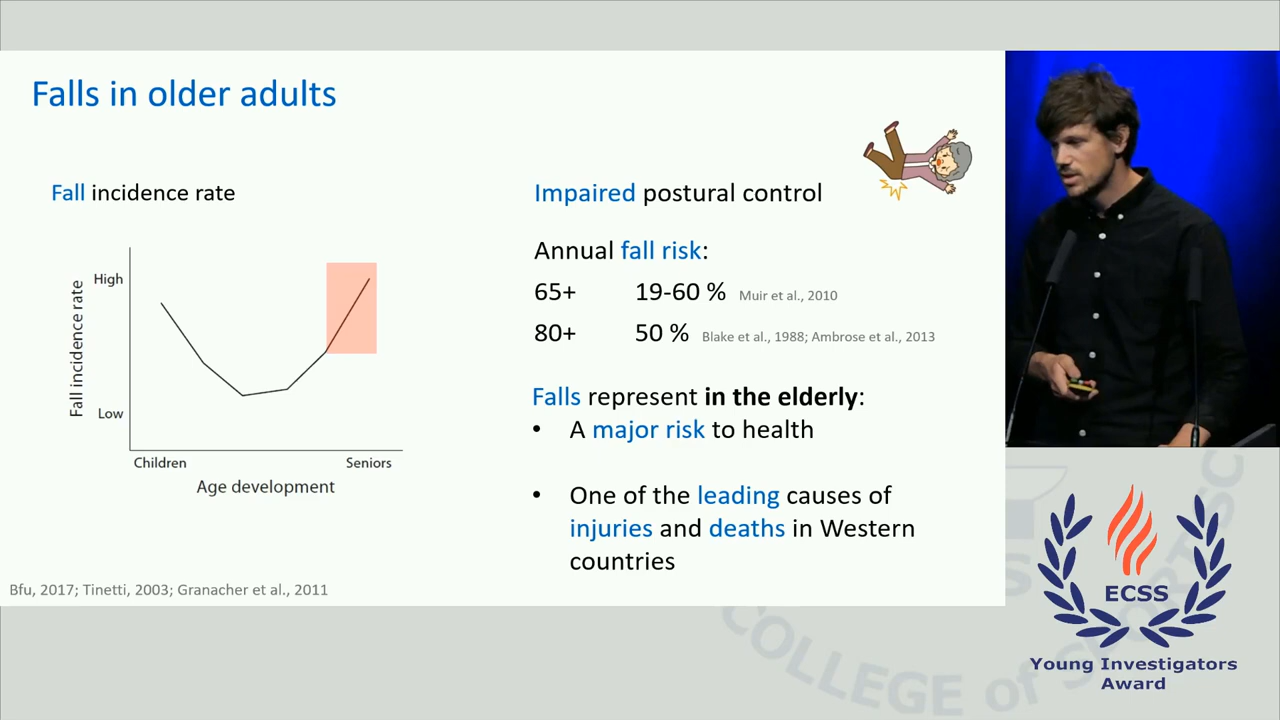 Falls in older adults
Fall incidence rate
Fall incidence rate
High
Low
Children
Seniors
Age development
Bfu, 2017; Tinetti, 2003; Granacher et al., 2011
Impaired postural control
Annual fall risk:
65+ 19-60 % Muir et al., 2010
80+ 50 % Blake et al., 1988; Ambrose et al., 2013
Falls represent in the elderly:
• A major risk to health
• One of the leading causes of
injuries and deaths in Western
countries
ECSS
Young Investigators
Award
COLLEGE of